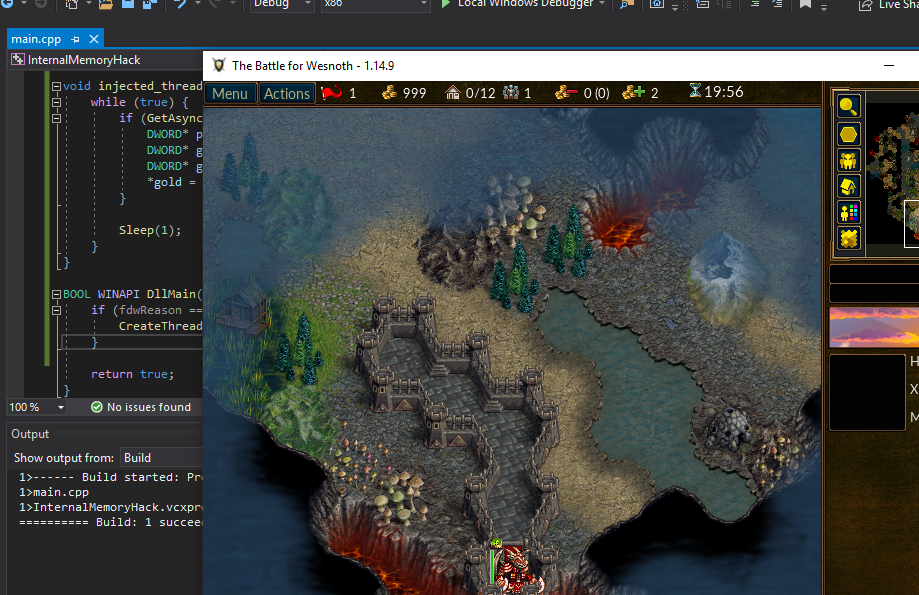 Debug x86 Local Windows Debugger Live Sha
main.cpp
InternalMemoryHack
The Battle for Wesnoth - 1.14.9
Menu Actions 1 999 0/12 1 0 (0) 2 19:56
void injected_thread
while (true) {
if (GetAsync
DWORD* p
DWORD* g
DWORD* g
*gold =
}
Sleep(1);
}
}
BOOL WINAPI DllMain(
if (fdwReason ==
CreateThread
}
return true;
}
100 % No issues found
Output
Show output from: Build
1>------ Build started: Pr
1>main.cpp
1>InternalMemoryHack.vcxpr
========== Build: 1 succee
H
X
M